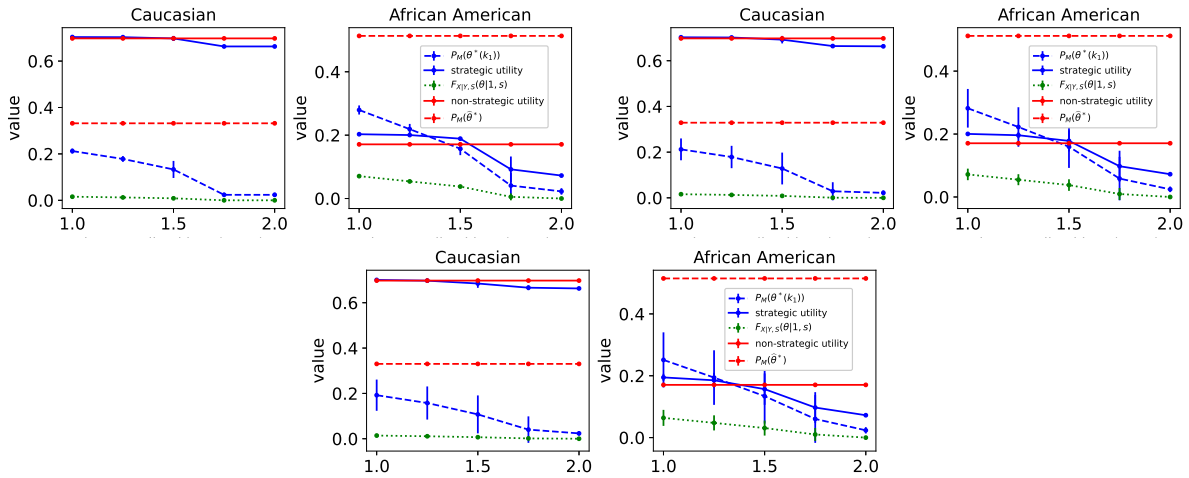 Caucasian
African American
Caucasian
African American
value
0.6
0.4
0.2
0.0
1.0 1.5 2.0
value
0.4
0.2
0.0
1.0 1.5 2.0
P_M(θ*(k₁))
strategic utility
F_{X|Y,S}(θ|1, s)
non-strategic utility
P_M(θ̃*)
value
0.6
0.4
0.2
0.0
1.0 1.5 2.0
value
0.4
0.2
0.0
1.0 1.5 2.0
P_M(θ*(k₁))
strategic utility
F_{X|Y,S}(θ|1, s)
non-strategic utility
P_M(θ̃*)
Caucasian
African American
value
0.6
0.4
0.2
0.0
1.0 1.5 2.0
value
0.4
0.2
0.0
1.0 1.5 2.0
P_M(θ*(k₁))
strategic utility
F_{X|Y,S}(θ|1, s)
non-strategic utility
P_M(θ̃*)